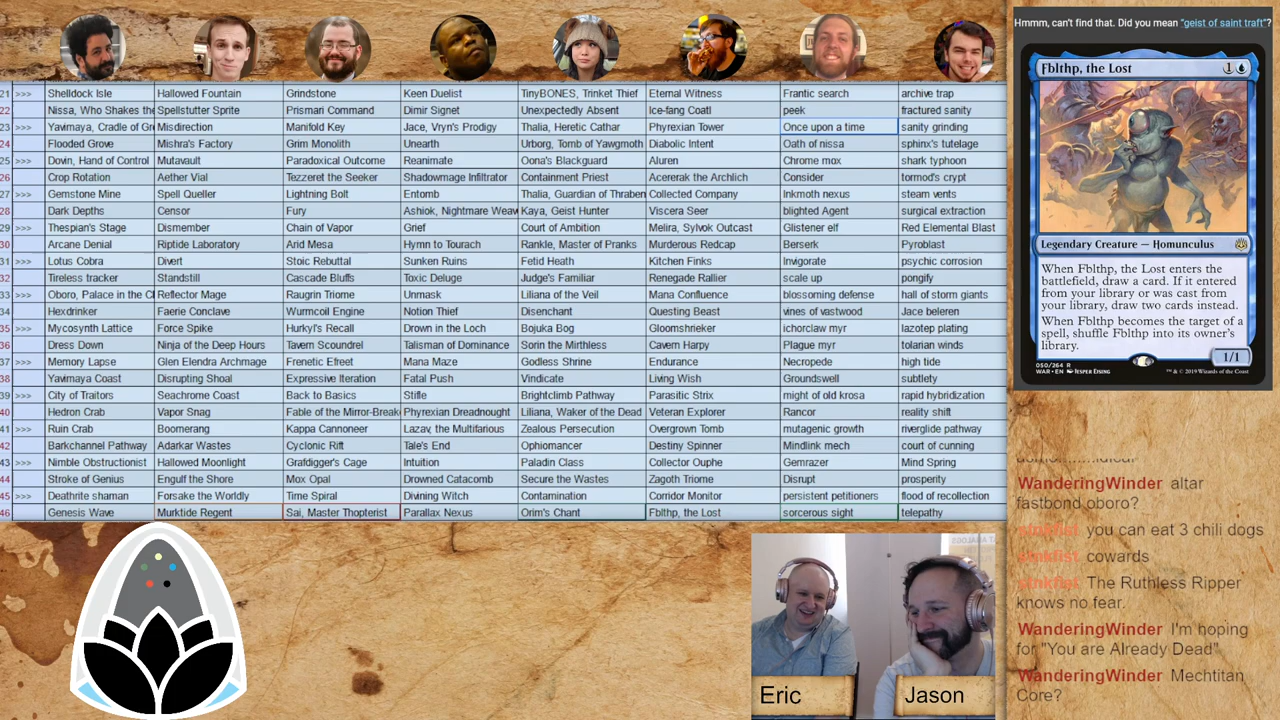 Hmmm, can't find that. Did you mean "geist of saint traft"?
21 >>> Shelldock Isle Hallowed Fountain Grindstone Keen Duelist TinyBONES, Trinket Thief Eternal Witness Frantic search archive trap
22 Nissa, Who Shakes the Spellstutter Sprite Prismari Command Dimir Signet Unexpectedly Absent Ice-fang Coatl peek fractured sanity
23 >>> Yavimaya, Cradle of Gr Misdirection Manifold Key Jace, Vryn's Prodigy Thalia, Heretic Cathar Phyrexian Tower Once upon a time sanity grinding
24 Flooded Grove Mishra's Factory Grim Monolith Unearth Urborg, Tomb of Yawgmoth Diabolic Intent Oath of nissa sphinx's tutelage
25 >>> Dovin, Hand of Control Mutavault Paradoxical Outcome Reanimate Oona's Blackguard Aluren Chrome mox shark typhoon
26 Crop Rotation Aether Vial Tezzeret the Seeker Shadowmage Infiltrator Containment Priest Acererak the Archlich Consider tormod's crypt
27 >>> Gemstone Mine Spell Queller Lightning Bolt Entomb Thalia, Guardian of Thraben Collected Company Inkmoth nexus steam vents
28 Dark Depths Censor Fury Ashiok, Nightmare Weav Kaya, Geist Hunter Viscera Seer blighted Agent surgical extraction
29 >>> Thespian's Stage Dismember Chain of Vapor Grief Court of Ambition Melira, Sylvok Outcast Glistener elf Red Elemental Blast
30 Arcane Denial Riptide Laboratory Arid Mesa Hymn to Tourach Rankle, Master of Pranks Murderous Redcap Berserk Pyroblast
31 >>> Lotus Cobra Divert Stoic Rebuttal Sunken Ruins Fetid Heath Kitchen Finks Invigorate psychic corrosion
32 Tireless tracker Standstill Cascade Bluffs Toxic Deluge Judge's Familiar Renegade Rallier scale up pongify
33 >>> Oboro, Palace in the Cl Reflector Mage Raugrin Triome Unmask Liliana of the Veil Mana Confluence blossoming defense hall of storm giants
34 Hexdrinker Faerie Conclave Wurmcoil Engine Notion Thief Disenchant Questing Beast vines of vastwood Jace beleren
35 >>> Mycosynth Lattice Force Spike Hurkyl's Recall Drown in the Loch Bojuka Bog Gloomshrieker ichorclaw myr lazotep plating
36 Dress Down Ninja of the Deep Hours Tavern Scoundrel Talisman of Dominance Sorin the Mirthless Cavern Harpy Plague myr tolarian winds
37 >>> Memory Lapse Glen Elendra Archmage Frenetic Efreet Mana Maze Godless Shrine Endurance Necropede high tide
38 Yavimaya Coast Disrupting Shoal Expressive Iteration Fatal Push Vindicate Living Wish Groundswell subtlety
39 >>> City of Traitors Seachrome Coast Back to Basics Stifle Brightclimb Pathway Parasitic Strix might of old krosa rapid hybridization
40 Hedron Crab Vapor Snag Fable of the Mirror-Break Phyrexian Dreadnought Liliana, Waker of the Dead Veteran Explorer Rancor reality shift
41 >>> Ruin Crab Boomerang Kappa Cannoneer Lazav, the Multifarious Zealous Persecution Overgrown Tomb mutagenic growth riverglide pathway
42 Barkchannel Pathway Adarkar Wastes Cyclonic Rift Tale's End Ophiomancer Destiny Spinner Mindlink mech court of cunning
43 >>> Nimble Obstructionist Hallowed Moonlight Grafdigger's Cage Intuition Paladin Class Collector Ouphe Gemrazer Mind Spring
44 Stroke of Genius Engulf the Shore Mox Opal Drowned Catacomb Secure the Wastes Zagoth Triome Disrupt prosperity
45 >>> Deathrite shaman Forsake the Worldly Time Spiral Divining Witch Contamination Corridor Monitor persistent petitioners flood of recollection
46 Genesis Wave Murktide Regent Sai, Master Thopterist Parallax Nexus Orim's Chant Fblthp, the Lost sorcerous sight telepathy
Fblthp, the Lost 1
Legendary Creature — Homunculus
When Fblthp, the Lost enters the
battlefield, draw a card. If it entered
from your library or was cast from
your library, draw two cards instead.
When Fblthp becomes the target of a
spell, shuffle Fblthp into its owner's
library.
1/1
050/264 R
WAR • EN JESPER EJSING
™ & © 2019 Wizards of the Coast
WanderingWinder altar
fastbond oboro?
you can eat 3 chili dogs
cowards
The Ruthless Ripper
knows no fear.
WanderingWinder I'm hoping
for "You are Already Dead"
WanderingWinder Mechtitan
Core?
Eric
Jason